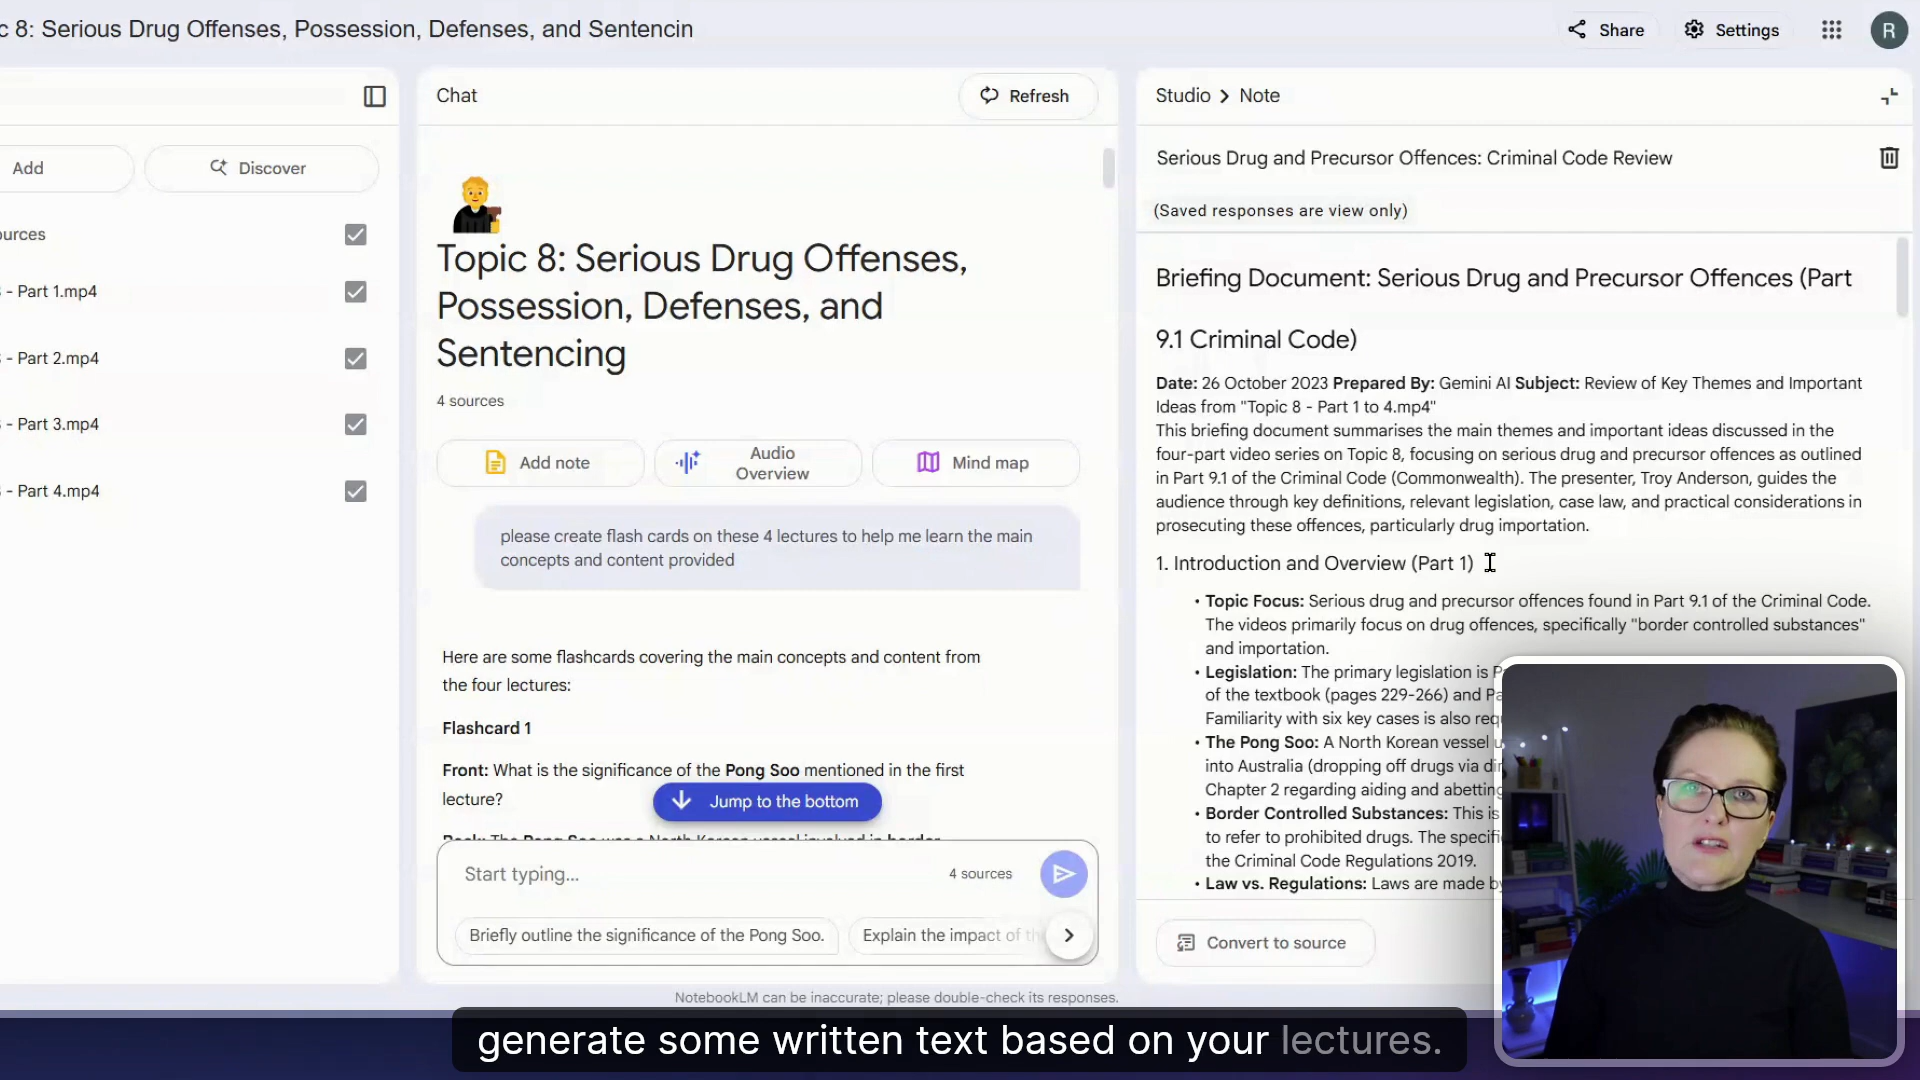 c 8: Serious Drug Offenses, Possession, Defenses, and Sentencin
Share
Settings
R
Add
Discover
ources
- Part 1.mp4
- Part 2.mp4
- Part 3.mp4
- Part 4.mp4
Chat
Refresh
Topic 8: Serious Drug Offenses,
Possession, Defenses, and
Sentencing
4 sources
Add note
Audio
Overview
Mind map
please create flash cards on these 4 lectures to help me learn the main
concepts and content provided
Here are some flashcards covering the main concepts and content from
the four lectures:
Flashcard 1
Front: What is the significance of the Pong Soo mentioned in the first
lecture?
Jump to the bottom
Back: The Pong Soo was a North Korean vessel involved in border
Start typing...
4 sources
Briefly outline the significance of the Pong Soo.
Explain the impact of th
NotebookLM can be inaccurate; please double-check its responses.
Studio > Note
Serious Drug and Precursor Offences: Criminal Code Review
(Saved responses are view only)
Briefing Document: Serious Drug and Precursor Offences (Part
9.1 Criminal Code)
Date: 26 October 2023 Prepared By: Gemini AI Subject: Review of Key Themes and Important
Ideas from "Topic 8 - Part 1 to 4.mp4"
This briefing document summarises the main themes and important ideas discussed in the
four-part video series on Topic 8, focusing on serious drug and precursor offences as outlined
in Part 9.1 of the Criminal Code (Commonwealth). The presenter, Troy Anderson, guides the
audience through key definitions, relevant legislation, case law, and practical considerations in
prosecuting these offences, particularly drug importation.
1. Introduction and Overview (Part 1)
• Topic Focus: Serious drug and precursor offences found in Part 9.1 of the Criminal Code.
The videos primarily focus on drug offences, specifically "border controlled substances"
and importation.
• Legislation: The primary legislation is P
of the textbook (pages 229-266) and Pa
Familiarity with six key cases is also req
• The Pong Soo: A North Korean vessel u
into Australia (dropping off drugs via di
Chapter 2 regarding aiding and abetting
• Border Controlled Substances: This is
to refer to prohibited drugs. The specifi
the Criminal Code Regulations 2019.
• Law vs. Regulations: Laws are made by
Convert to source
generate some written text based on your lectures.